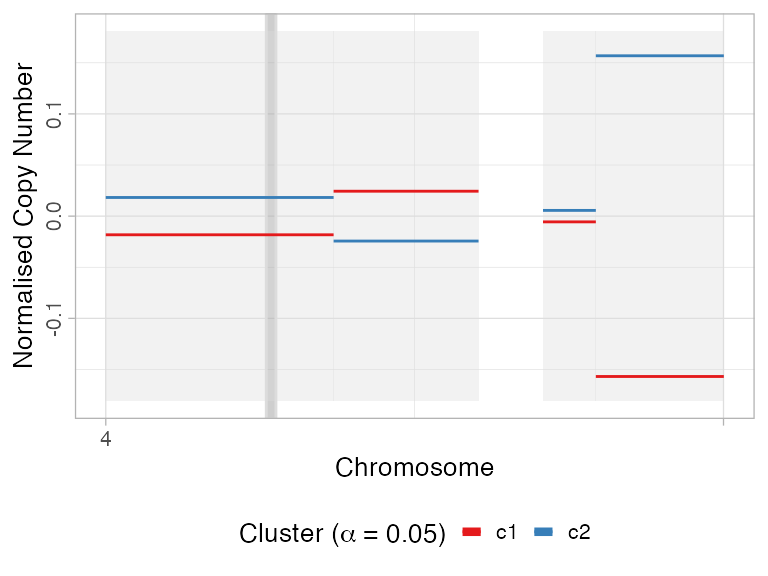 Normalised Copy Number
0.1
0.0
-0.1
4
Chromosome
Cluster (α = 0.05) c1 c2